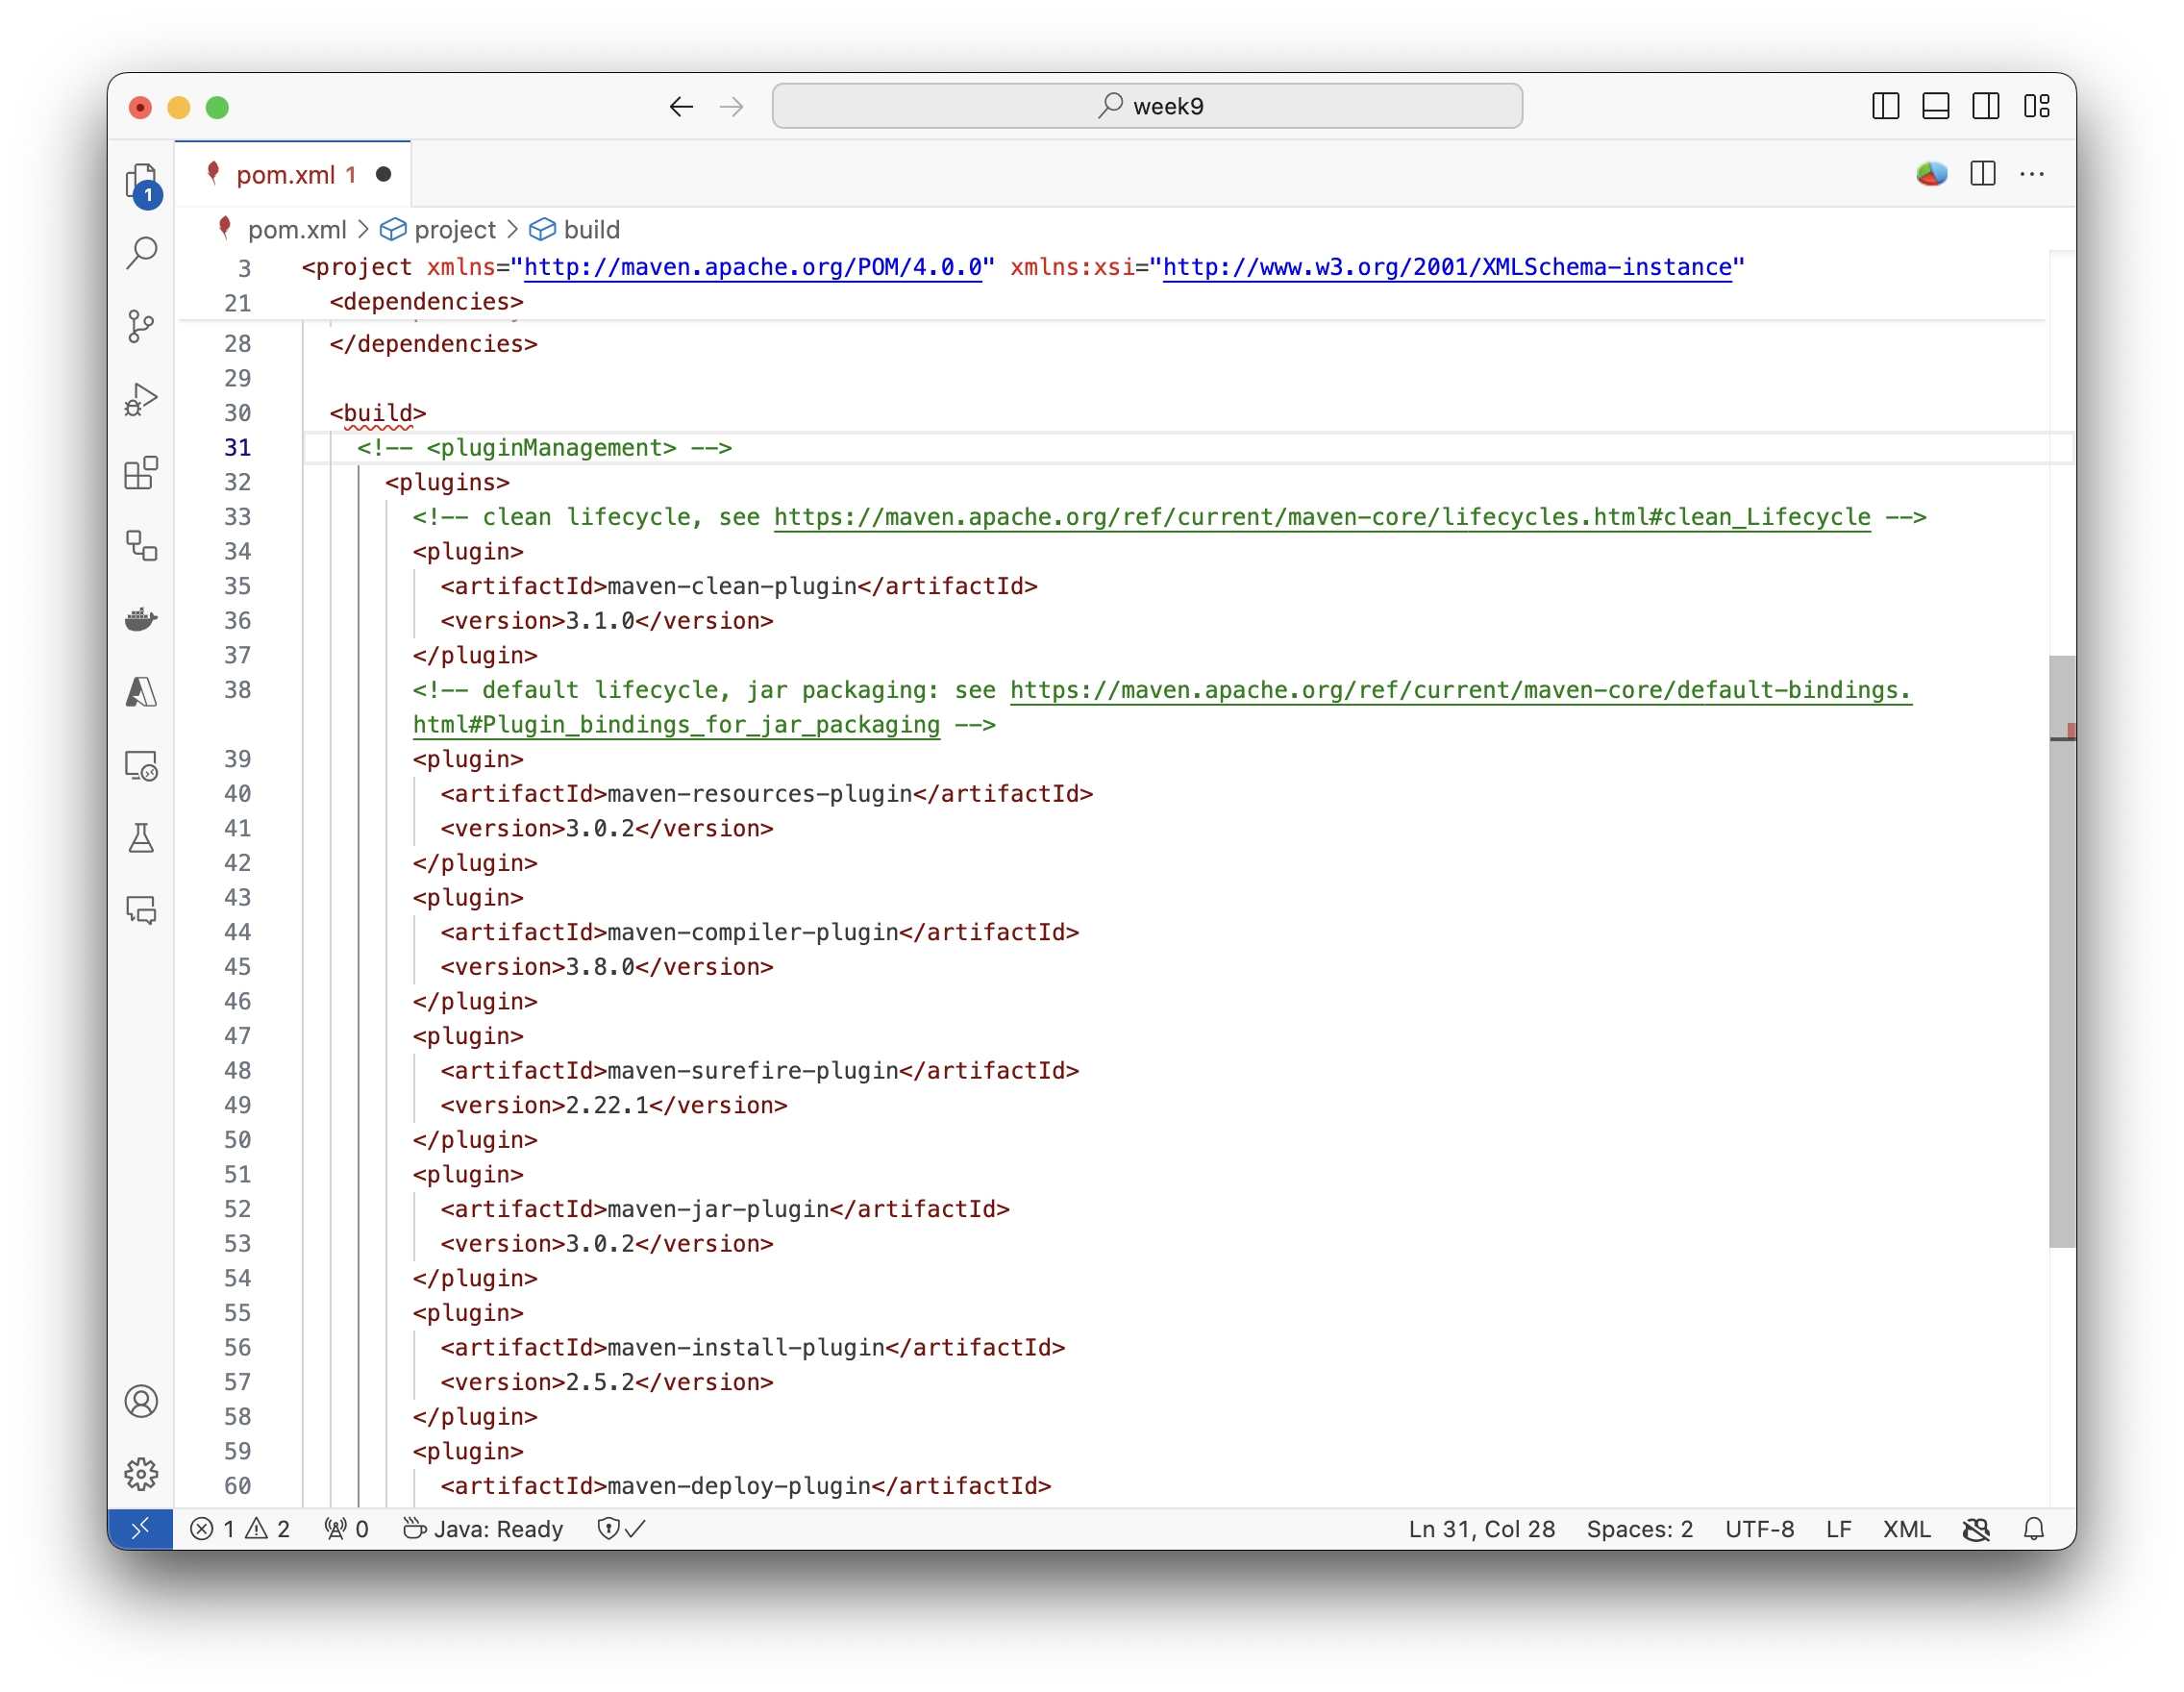 week9
pom.xml 1
1
pom.xml > project > build
3 <project xmlns="http://maven.apache.org/POM/4.0.0" xmlns:xsi="http://www.w3.org/2001/XMLSchema-instance"
21 <dependencies>
28 </dependencies>
29
30 <build>
31 <!-- <pluginManagement> -->
32 <plugins>
33 <!-- clean lifecycle, see https://maven.apache.org/ref/current/maven-core/lifecycles.html#clean_Lifecycle -->
34 <plugin>
35 <artifactId>maven-clean-plugin</artifactId>
36 <version>3.1.0</version>
37 </plugin>
38 <!-- default lifecycle, jar packaging: see https://maven.apache.org/ref/current/maven-core/default-bindings.
html#Plugin_bindings_for_jar_packaging -->
39 <plugin>
40 <artifactId>maven-resources-plugin</artifactId>
41 <version>3.0.2</version>
42 </plugin>
43 <plugin>
44 <artifactId>maven-compiler-plugin</artifactId>
45 <version>3.8.0</version>
46 </plugin>
47 <plugin>
48 <artifactId>maven-surefire-plugin</artifactId>
49 <version>2.22.1</version>
50 </plugin>
51 <plugin>
52 <artifactId>maven-jar-plugin</artifactId>
53 <version>3.0.2</version>
54 </plugin>
55 <plugin>
56 <artifactId>maven-install-plugin</artifactId>
57 <version>2.5.2</version>
58 </plugin>
59 <plugin>
60 <artifactId>maven-deploy-plugin</artifactId>
1 2 0 Java: Ready Ln 31, Col 28 Spaces: 2 UTF-8 LF XML